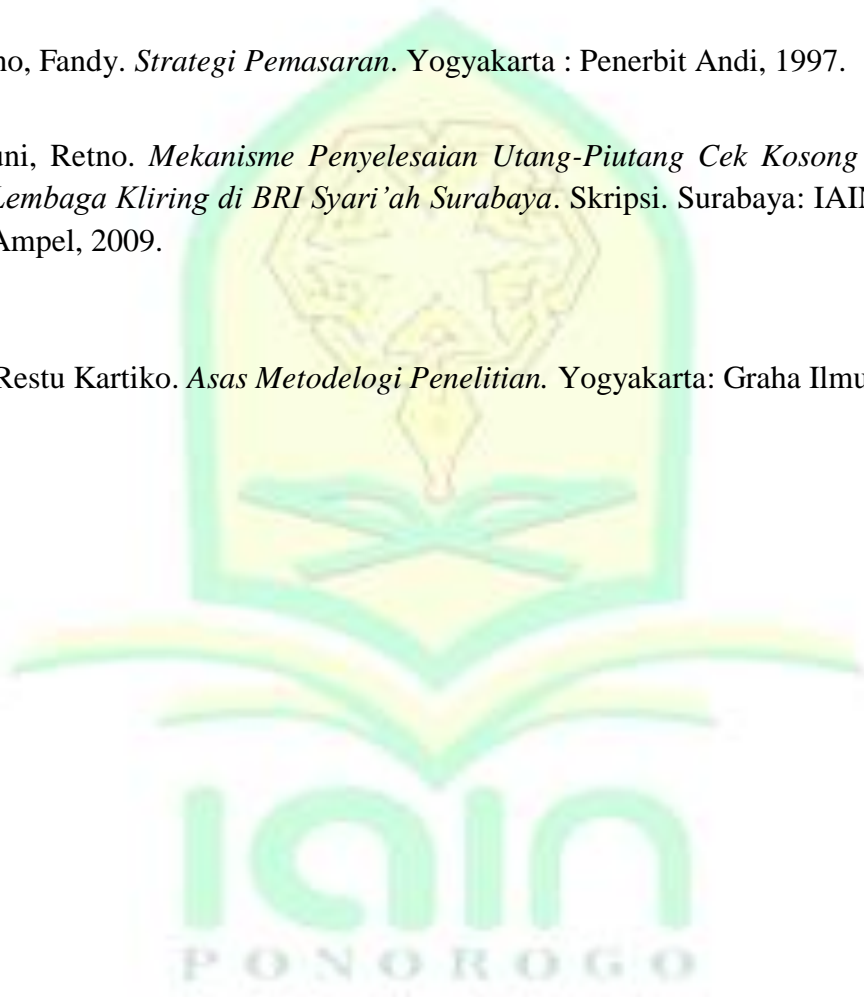 no, Fandy. Strategi Pemasaran. Yogyakarta : Penerbit Andi, 1997.
uni, Retno. Mekanisme Penyelesaian Utang-Piutang Cek Kosong
Lembaga Kliring di BRI Syari’ah Surabaya. Skripsi. Surabaya: IAIN
Ampel, 2009.
Restu Kartiko. Asas Metodelogi Penelitian. Yogyakarta: Graha Ilmu
iain
PONOROGO